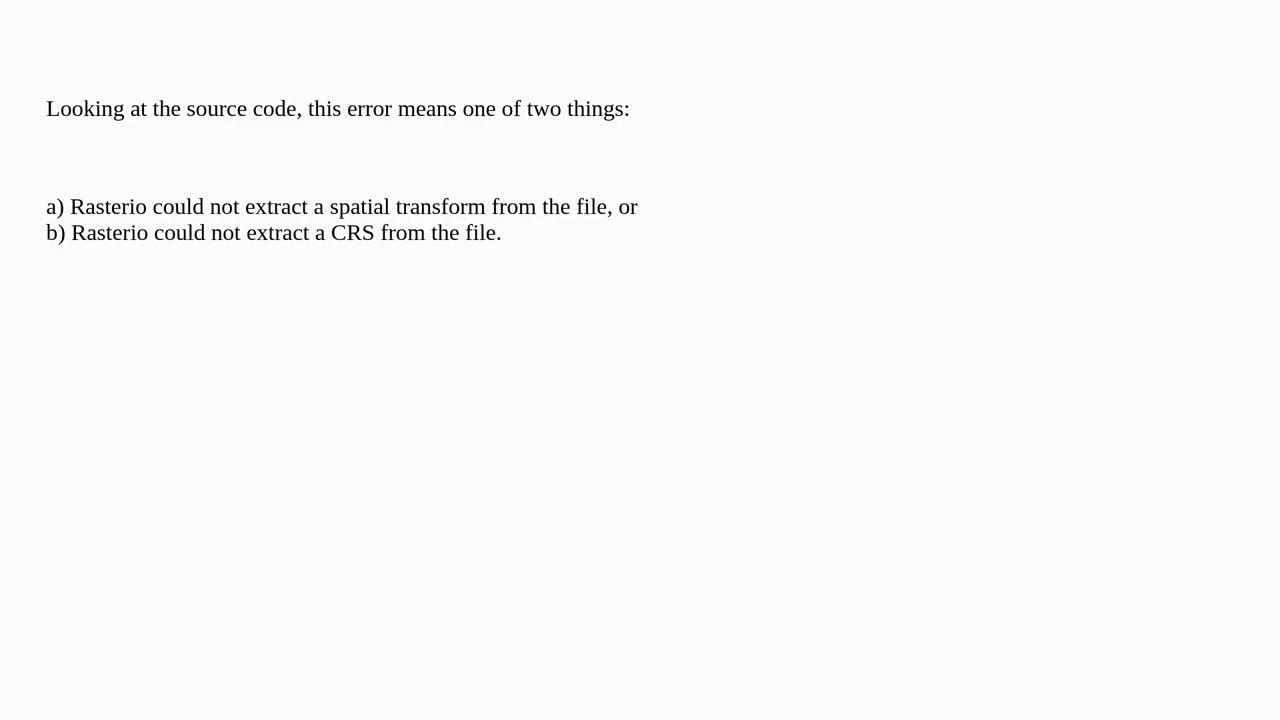 Looking at the source code, this error means one of two things:
a) Rasterio could not extract a spatial transform from the file, or
b) Rasterio could not extract a CRS from the file.